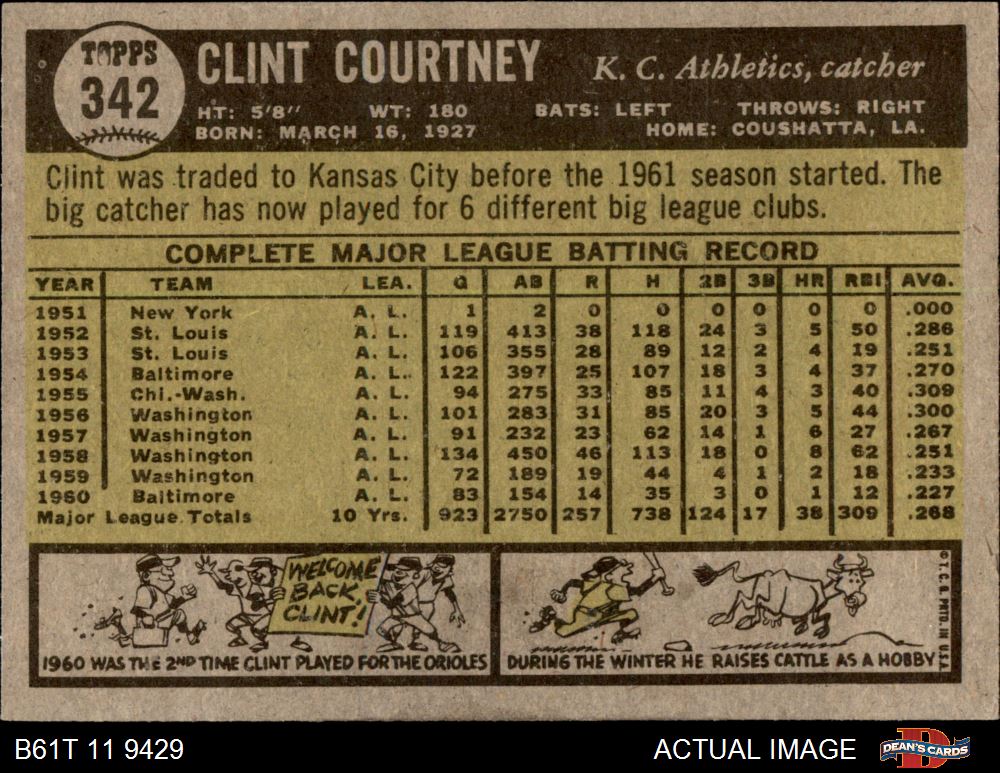 TOPPS
342
CLINT COURTNEY K. C. Athletics, catcher
HT: 5'8" WT: 180 BATS: LEFT THROWS: RIGHT
BORN: MARCH 16, 1927 HOME: COUSHATTA, LA.
Clint was traded to Kansas City before the 1961 season started. The
big catcher has now played for 6 different big league clubs.
COMPLETE MAJOR LEAGUE BATTING RECORD
YEAR TEAM LEA. G AB R H 2B 3B HR RBI AVG.
1951 New York A. L. 1 2 0 0 0 0 0 0 .000
1952 St. Louis A. L. 119 413 38 118 24 3 5 50 .286
1953 St. Louis A. L. 106 355 28 89 12 2 4 19 .251
1954 Baltimore A. L. 122 397 25 107 18 3 4 37 .270
1955 Chi.-Wash. A. L. 94 275 33 85 11 4 3 40 .309
1956 Washington A. L. 101 283 31 85 20 3 5 44 .300
1957 Washington A. L. 91 232 23 62 14 1 6 27 .267
1958 Washington A. L. 134 450 46 113 18 0 8 62 .251
1959 Washington A. L. 72 189 19 44 4 1 2 18 .233
1960 Baltimore A. L. 83 154 14 35 3 0 1 12 .227
Major League Totals 10 Yrs. 923 2750 257 738 124 17 38 309 .268
WELCOME
BACK,
CLINT!
1960 WAS THE 2ND TIME CLINT PLAYED FOR THE ORIOLES
DURING THE WINTER HE RAISES CATTLE AS A HOBBY
© T.C.G. PRTD. IN U.S.A.
B61T 11 9429 ACTUAL IMAGE DEAN'S CARDS